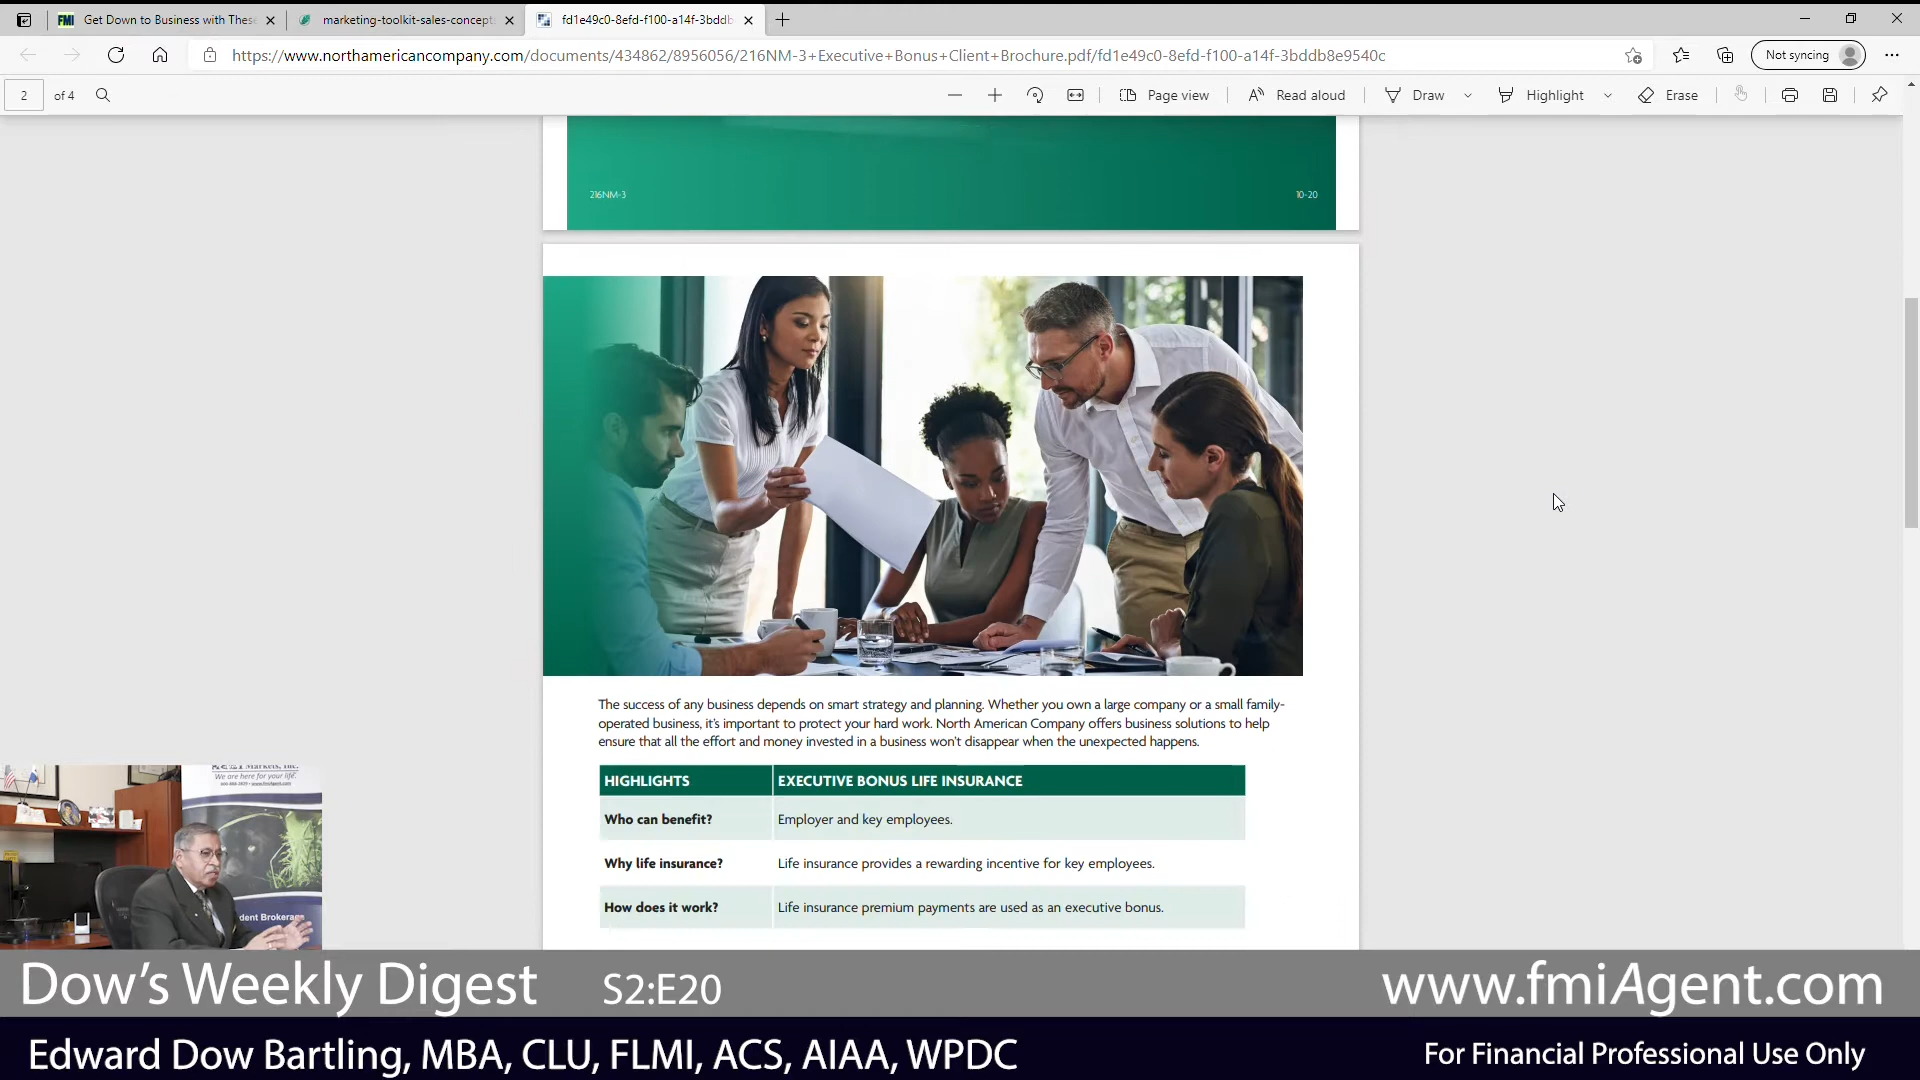 Get Down to Business with These
marketing-toolkit-sales-concept
fd1e49c0-8efd-f100-a14f-3bddb
https://www.northamericancompany.com/documents/434862/8956056/216NM-3+Executive+Bonus+Client+Brochure.pdf/fd1e49c0-8efd-f100-a14f-3bddb8e9540c
Not syncing
2 of 4
Page view
Read aloud
Draw
Highlight
Erase
216NM-3
10-20
The success of any business depends on smart strategy and planning. Whether you own a large company or a small family-
operated business, it's important to protect your hard work. North American Company offers business solutions to help
ensure that all the effort and money invested in a business won't disappear when the unexpected happens.
HIGHLIGHTS EXECUTIVE BONUS LIFE INSURANCE
Who can benefit? Employer and key employees.
Why life insurance? Life insurance provides a rewarding incentive for key employees.
How does it work? Life insurance premium payments are used as an executive bonus.
Markets, Inc.
We are here for your life.
dent Brokerage
Dow's Weekly Digest S2:E20
www.fmiAgent.com
Edward Dow Bartling, MBA, CLU, FLMI, ACS, AIAA, WPDC
For Financial Professional Use Only